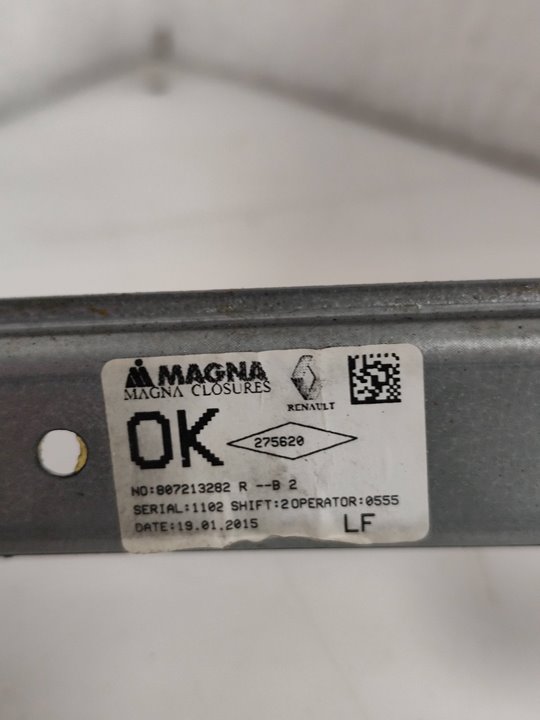 MAGNA
MAGNA CLOSURES
RENAULT
OK
275620
NO:807213282 R --B 2
SERIAL:1102 SHIFT:2 OPERATOR:0555
DATE:19.01.2015
LF